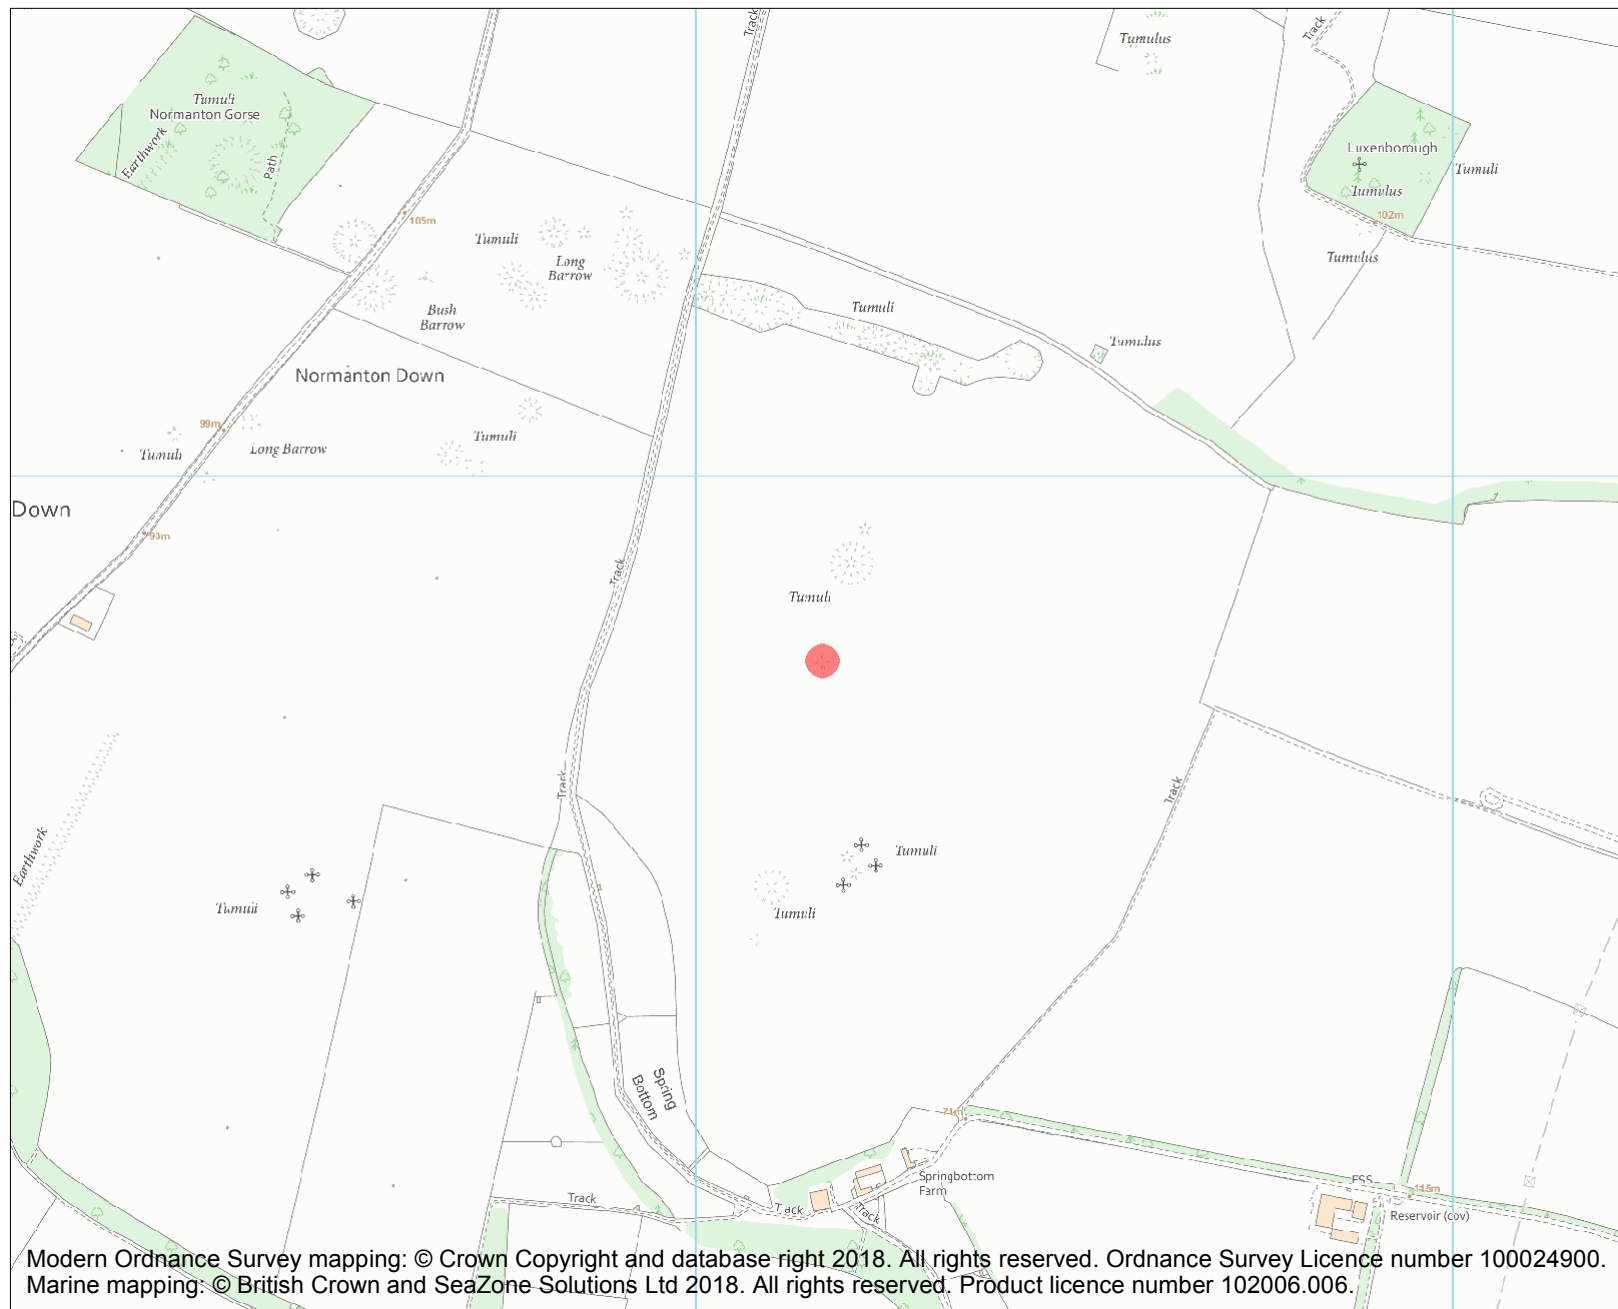 Track
Tumulus
Track
Tumuli
Normanton Gorse
Earthwork
Path
Luxenborough
Tumuli
Tumulus
102m
105m
Tumuli
Long
Barrow
Tumulus
Bush
Barrow
Tumuli
Tumulus
Normanton Down
99m
Tumuli
Long Barrow
Tumuli
Down
93m
Track
Tumuli
Track
Track
Earthwork
Tumuli
Tumuli
Tumuli
Spring
Bottom
71m
Springbottom
Farm
ESS
115m
Reservoir (cov)
Track
Track
Track
Modern Ordnance Survey mapping: © Crown Copyright and database right 2018. All rights reserved. Ordnance Survey Licence number 100024900.
Marine mapping: © British Crown and SeaZone Solutions Ltd 2018. All rights reserved. Product licence number 102006.006.